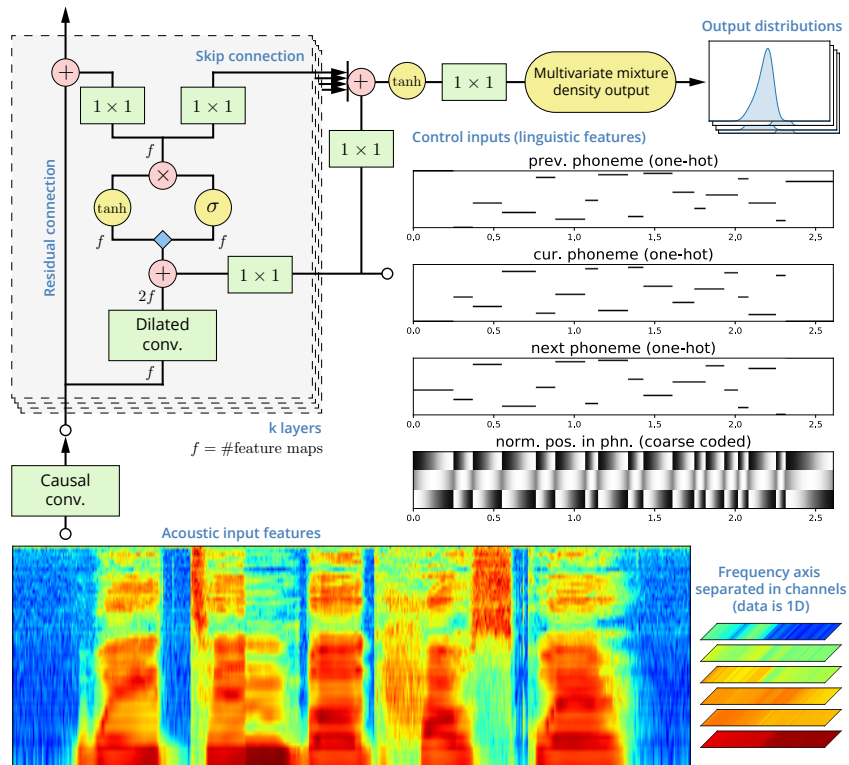 Output distributions
Skip connection
+
+
tanh
1 × 1
Multivariate mixture
density output
1 × 1
1 × 1
1 × 1
Control inputs (linguistic features)
f
×
prev. phoneme (one-hot)
tanh
σ
f
f
0.0 0.5 1.0 1.5 2.0 2.5
Residual connection
+
1 × 1
cur. phoneme (one-hot)
2f
Dilated
conv.
0.0 0.5 1.0 1.5 2.0 2.5
f
next phoneme (one-hot)
0.0 0.5 1.0 1.5 2.0 2.5
k layers
f = #feature maps
norm. pos. in phn. (coarse coded)
Causal
conv.
0.0 0.5 1.0 1.5 2.0 2.5
Acoustic input features
Frequency axis
separated in channels
(data is 1D)